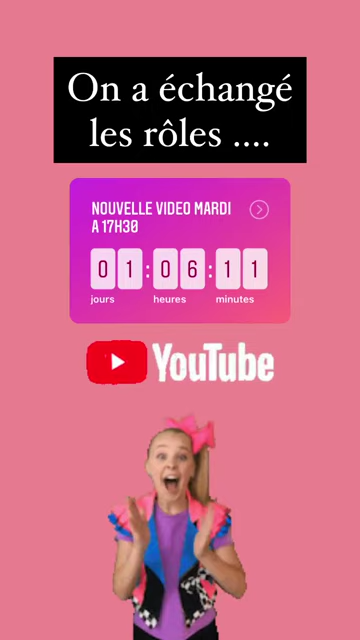 On a échangé
les rôles ....
NOUVELLE VIDEO MARDI
A 17H30
01:06:11
jours heures minutes
YouTube